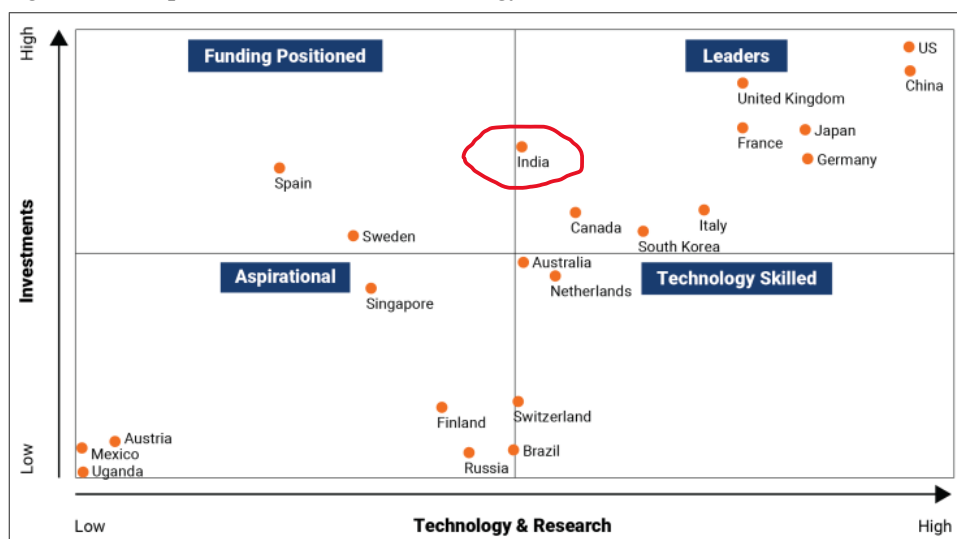 High
Funding Positioned
Leaders
US
China
United Kingdom
France
Japan
Germany
India
Spain
Canada
Italy
South Korea
Sweden
Investments
Aspirational
Australia
Technology Skilled
Netherlands
Singapore
Finland
Switzerland
Austria
Mexico
Brazil
Russia
Uganda
Low
Low
Technology & Research
High